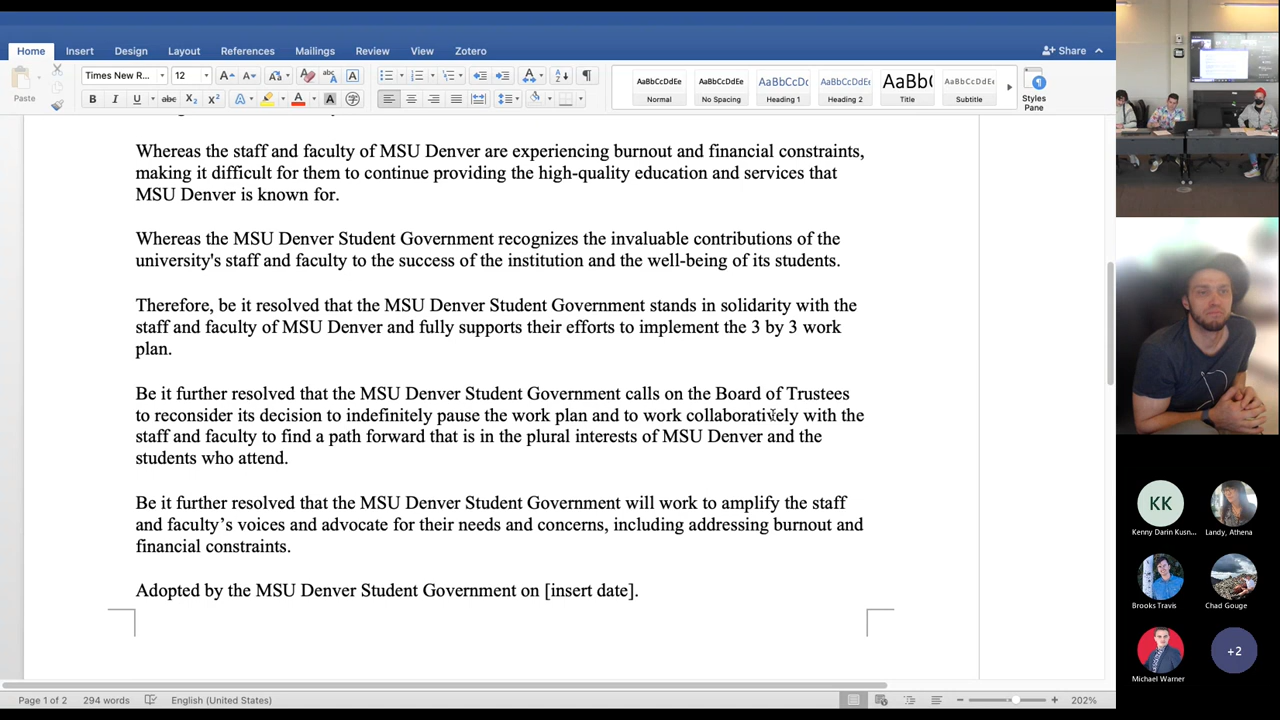 Home Insert Design Layout References Mailings Review View Zotero Share
Paste Times New R... 12
AaBbCcDdEe AaBbCcDdEe AaBbCcDc AaBbCcDdEe AaBb( AaBbCcDdEe
Normal No Spacing Heading 1 Heading 2 Title Subtitle Styles Pane
Whereas the staff and faculty of MSU Denver are experiencing burnout and financial constraints,
making it difficult for them to continue providing the high-quality education and services that
MSU Denver is known for.
Whereas the MSU Denver Student Government recognizes the invaluable contributions of the
university's staff and faculty to the success of the institution and the well-being of its students.
Therefore, be it resolved that the MSU Denver Student Government stands in solidarity with the
staff and faculty of MSU Denver and fully supports their efforts to implement the 3 by 3 work
plan.
Be it further resolved that the MSU Denver Student Government calls on the Board of Trustees
to reconsider its decision to indefinitely pause the work plan and to work collaboratively with the
staff and faculty to find a path forward that is in the plural interests of MSU Denver and the
students who attend.
Be it further resolved that the MSU Denver Student Government will work to amplify the staff
and faculty’s voices and advocate for their needs and concerns, including addressing burnout and
financial constraints.
Adopted by the MSU Denver Student Government on [insert date].
Page 1 of 2 294 words English (United States) 202%
KK
Kenny Darin Kusn... Landy, Athena
Brooks Travis Chad Gouge
Michael Warner +2